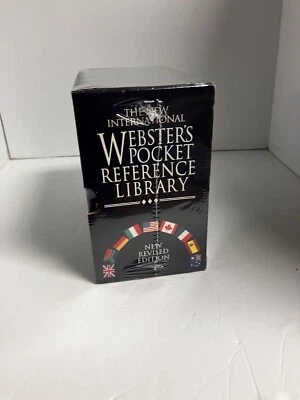 THE NEW
INTERNATIONAL
WEBSTER'S
POCKET
REFERENCE
LIBRARY
NEW
REVISED
EDITION